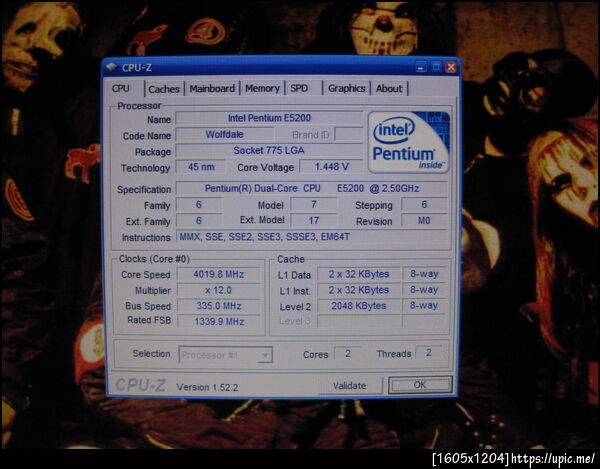 CPU-Z
CPU Caches Mainboard Memory SPD Graphics About
Processor
Name Intel Pentium E5200
Code Name Wolfdale Brand ID
Package Socket 775 LGA
Technology 45 nm Core Voltage 1.448 V
intel
Pentium
inside
Specification Pentium(R) Dual-Core CPU E5200 @ 2.50GHz
Family 6 Model 7 Stepping 6
Ext. Family 6 Ext. Model 17 Revision M0
Instructions MMX, SSE, SSE2, SSE3, SSSE3, EM64T
Clocks (Core #0) Cache
Core Speed 4019.8 MHz L1 Data 2 x 32 KBytes 8-way
Multiplier x 12.0 L1 Inst. 2 x 32 KBytes 8-way
Bus Speed 335.0 MHz Level 2 2048 KBytes 8-way
Rated FSB 1339.9 MHz Level 3
Selection Processor #1 Cores 2 Threads 2
CPU-Z Version 1.52.2 Validate OK
[1605x1204]https://upic.me/